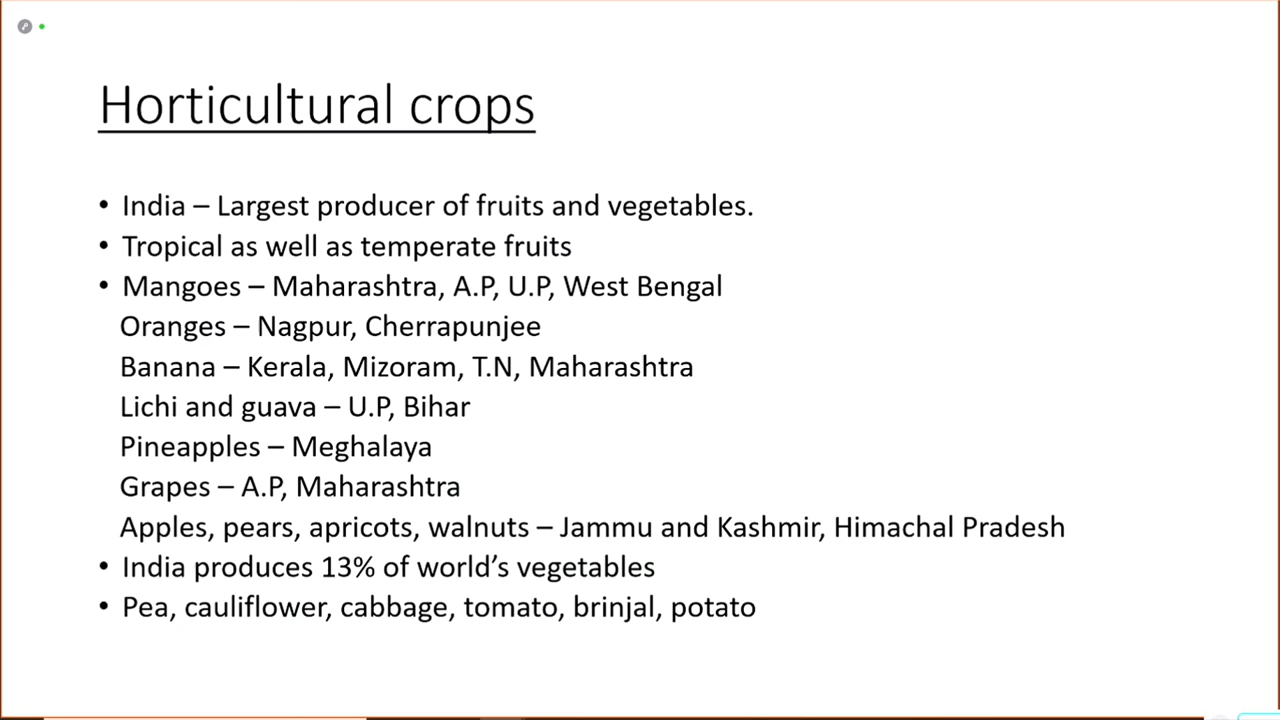 Horticultural crops
• India – Largest producer of fruits and vegetables.
• Tropical as well as temperate fruits
• Mangoes – Maharashtra, A.P, U.P, West Bengal
Oranges – Nagpur, Cherrapunjee
Banana – Kerala, Mizoram, T.N, Maharashtra
Lichi and guava – U.P, Bihar
Pineapples – Meghalaya
Grapes – A.P, Maharashtra
Apples, pears, apricots, walnuts – Jammu and Kashmir, Himachal Pradesh
• India produces 13% of world’s vegetables
• Pea, cauliflower, cabbage, tomato, brinjal, potato